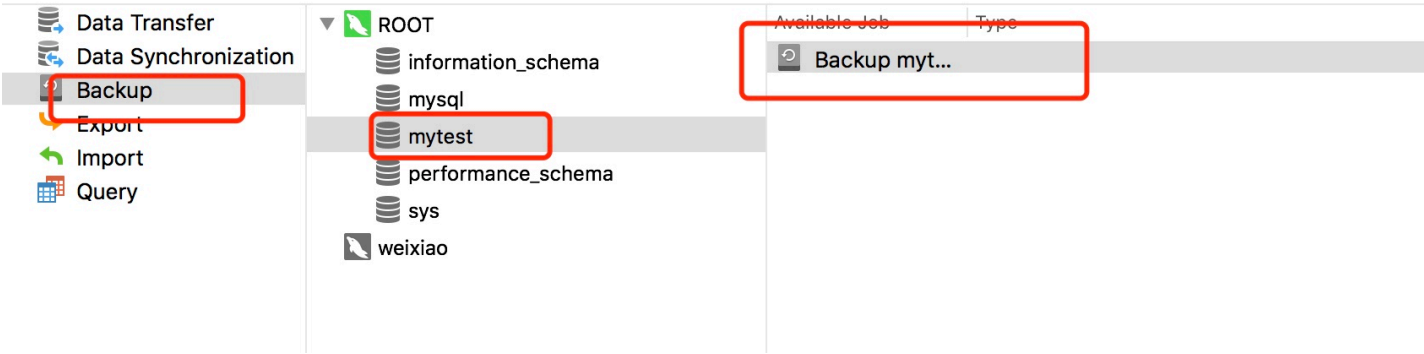 Data Transfer
Data Synchronization
Backup
Export
Import
Query
ROOT
information_schema
mysql
mytest
performance_schema
sys
weixiao
Available Job Type
Backup myt...